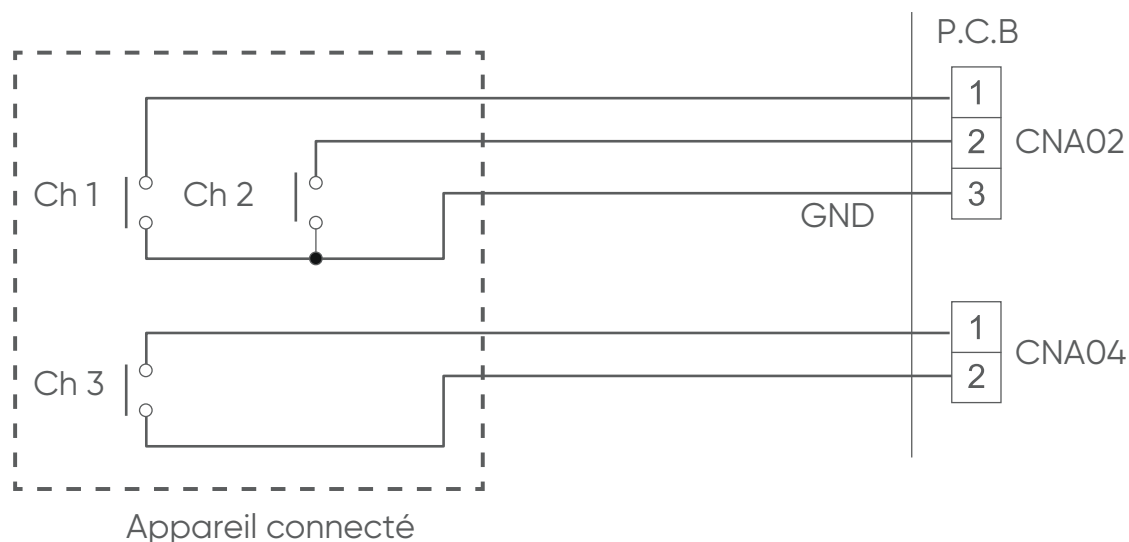 P.C.B
1
2
CNA02
3
Ch 1
Ch 2
GND
1
CNA04
2
Ch 3
Appareil connecté